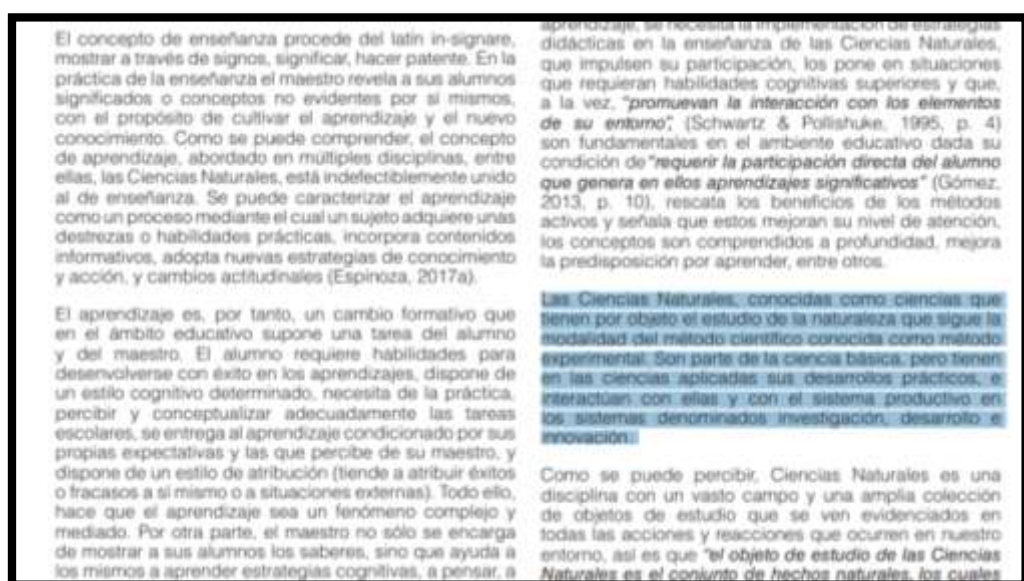 El concepto de enseñanza procede del latín in-signare,
mostrar a través de signos, significar, hacer patente. En la
práctica de la enseñanza el maestro revela a sus alumnos
significados o conceptos no evidentes por sí mismos,
con el propósito de cultivar el aprendizaje y el nuevo
conocimiento. Como se puede comprender, el concepto
de aprendizaje, abordado en múltiples disciplinas, entre
ellas, las Ciencias Naturales, está indefectiblemente unido
al de enseñanza. Se puede caracterizar el aprendizaje
como un proceso mediante el cual un sujeto adquiere unas
destrezas o habilidades prácticas, incorpora contenidos
informativos, adopta nuevas estrategias de conocimiento
y acción, y cambios actitudinales (Espinoza, 2017a).
El aprendizaje es, por tanto, un cambio formativo que
en el ámbito educativo supone una tarea del alumno
y del maestro. El alumno requiere habilidades para
desenvolverse con éxito en los aprendizajes, dispone de
un estilo cognitivo determinado, necesita de la práctica,
percibir y conceptualizar adecuadamente las tareas
escolares, se entrega al aprendizaje condicionado por sus
propias expectativas y las que percibe de su maestro, y
dispone de un estilo de atribución (tiende a atribuir éxitos
o fracasos a sí mismo o a situaciones externas). Todo ello,
hace que el aprendizaje sea un fenómeno complejo y
mediado. Por otra parte, el maestro no sólo se encarga
de mostrar a sus alumnos los saberes, sino que ayuda a
los mismos a aprender estrategias cognitivas, a pensar, a
aprendizaje, se necesita la implementación de estrategias
didácticas en la enseñanza de las Ciencias Naturales,
que impulsen su participación, los pone en situaciones
que requieran habilidades cognitivas superiores y que,
a la vez, "promuevan la interacción con los elementos
de su entorno", (Schwartz & Pollishuke, 1995, p. 4)
son fundamentales en el ambiente educativo dada su
condición de "requerir la participación directa del alumno
que genera en ellos aprendizajes significativos" (Gómez,
2013, p. 10), rescata los beneficios de los métodos
activos y señala que estos mejoran su nivel de atención,
los conceptos son comprendidos a profundidad, mejora
la predisposición por aprender, entre otros.
Las Ciencias Naturales, conocidas como ciencias que
tienen por objeto el estudio de la naturaleza que sigue la
modalidad del método científico conocida como método
experimental. Son parte de la ciencia básica, pero tienen
en las ciencias aplicadas sus desarrollos prácticos, e
interactúan con ellas y con el sistema productivo en
los sistemas denominados investigación, desarrollo e
innovación.
Como se puede percibir, Ciencias Naturales es una
disciplina con un vasto campo y una amplia colección
de objetos de estudio que se ven evidenciados en
todas las acciones y reacciones que ocurren en nuestro
entorno, así es que "el objeto de estudio de las Ciencias
Naturales es el conjunto de hechos naturales, los cuales